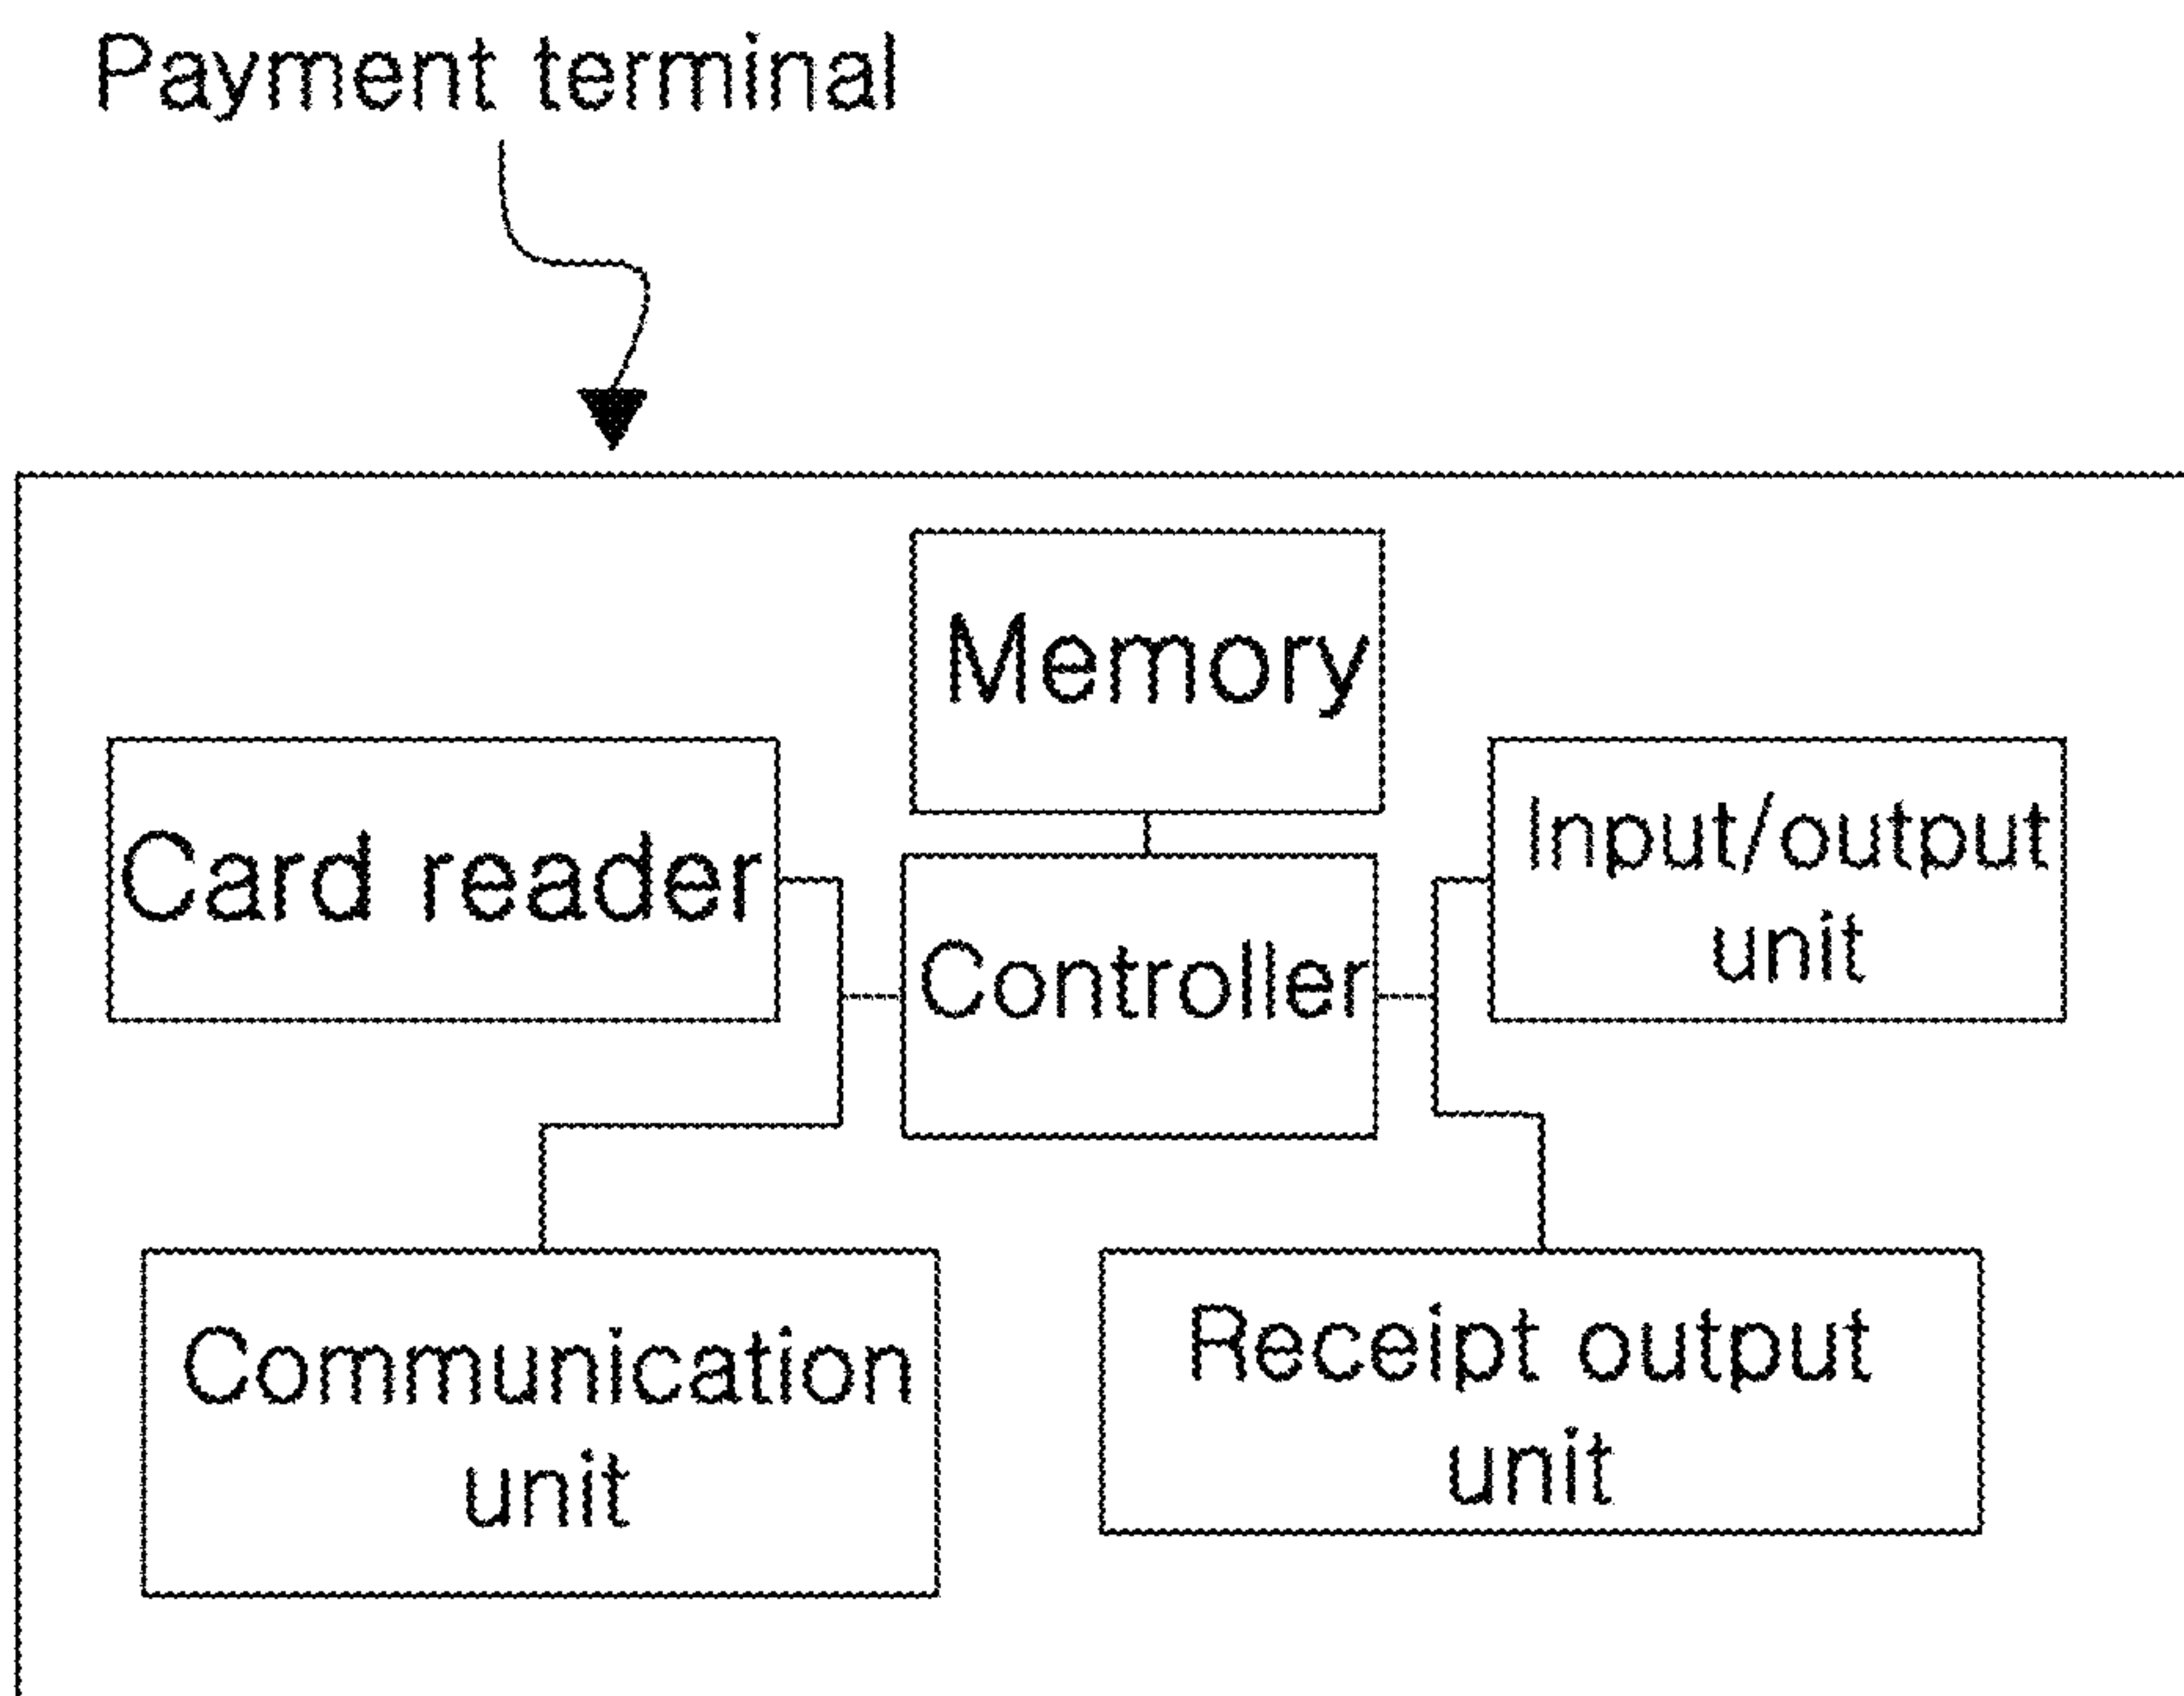 Payment terminal
Memory
Card reader
Controller
Input/output
unit
Communication
unit
Receipt output
unit